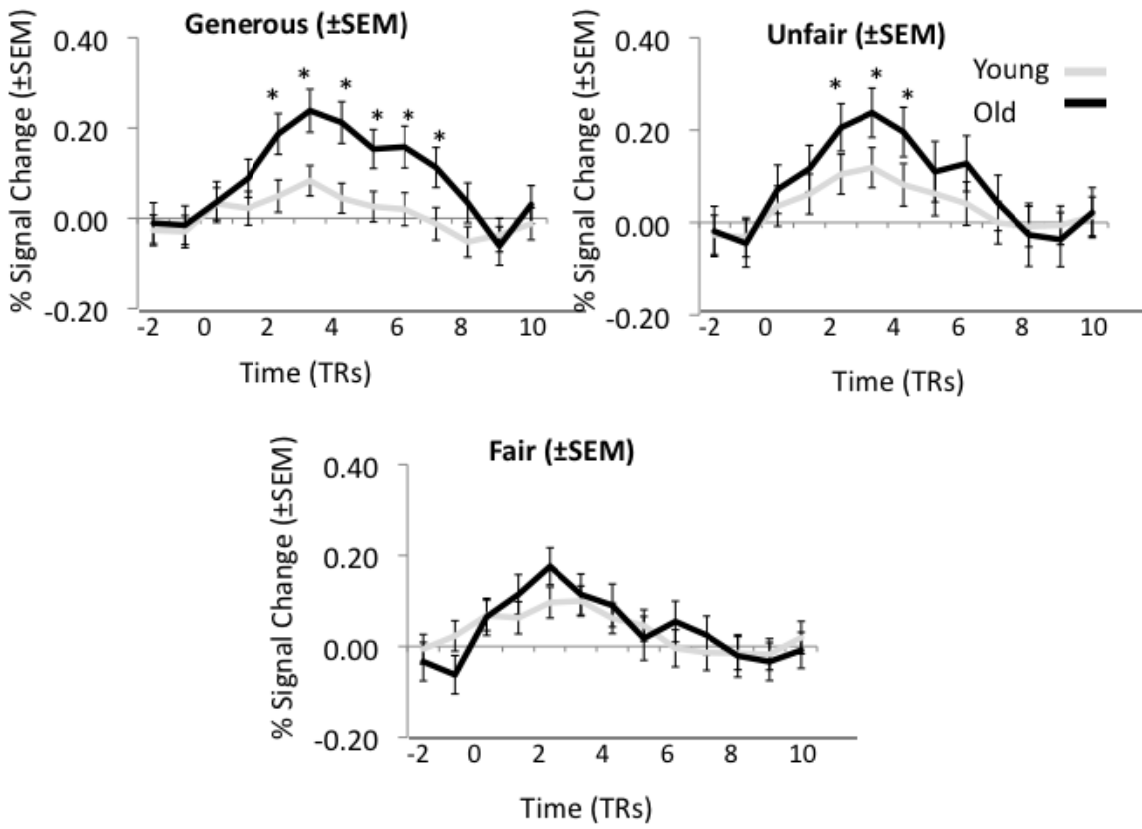 Generous (±SEM)
% Signal Change (±SEM)
0.40
0.20
0.00
-0.20
*
*
*
*
*
*
-2 0 2 4 6 8 10
Time (TRs)
Unfair (±SEM)
% Signal Change (±SEM)
0.40
0.20
0.00
-0.20
*
*
*
Young
Old
-2 0 2 4 6 8 10
Time (TRs)
Fair (±SEM)
% Signal Change (±SEM)
0.40
0.20
0.00
-0.20
-2 0 2 4 6 8 10
Time (TRs)